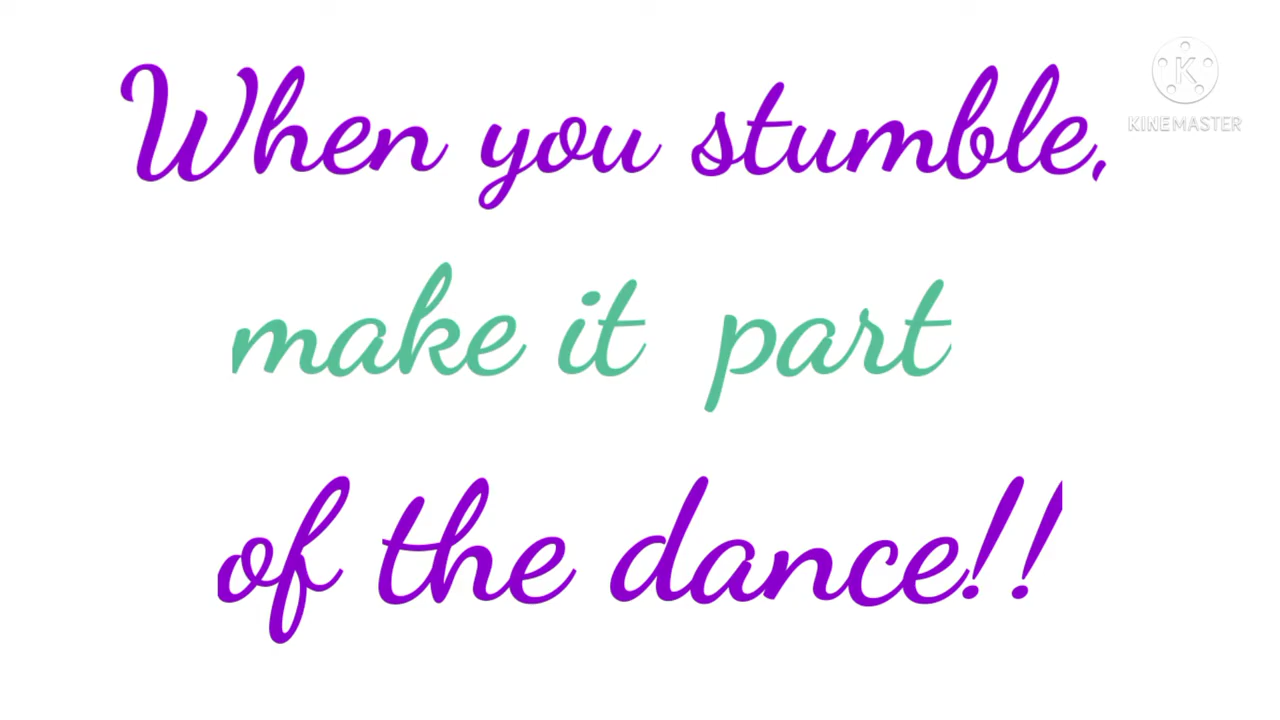 When you stumble,
K
KINEMASTER
make it part
of the dance!!